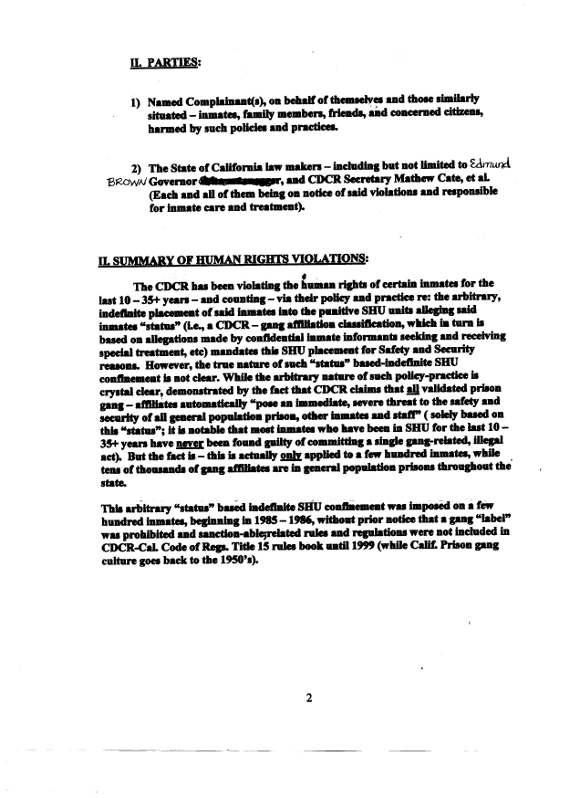 II. PARTIES:
1) Named Complainant(s), on behalf of themselves and those similarly
situated – inmates, family members, friends, and concerned citizens,
harmed by such policies and practices.
2) The State of California law makers – including but not limited to Edmund
BROWN Governor , and CDCR Secretary Mathew Cate, et al.
(Each and all of them being on notice of said violations and responsible
for inmate care and treatment).
II. SUMMARY OF HUMAN RIGHTS VIOLATIONS:
The CDCR has been violating the human rights of certain inmates for the
last 10 – 35+ years – and counting – via their policy and practice re: the arbitrary,
indefinite placement of said inmates into the punitive SHU units alleging said
inmates “status” (i.e., a CDCR – gang affiliation classification, which in turn is
based on allegations made by confidential inmate informants seeking and receiving
special treatment, etc) mandates this SHU placement for Safety and Security
reasons. However, the true nature of such “status” based-indefinite SHU
confinement is not clear. While the arbitrary nature of such policy-practice is
crystal clear, demonstrated by the fact that CDCR claims that all validated prison
gang – affiliates automatically “pose an immediate, severe threat to the safety and
security of all general population prison, other inmates and staff” ( solely based on
this “status”; it is notable that most inmates who have been in SHU for the last 10 –
35+ years have never been found guilty of committing a single gang-related, illegal
act). But the fact is – this is actually only applied to a few hundred inmates, while
tens of thousands of gang affiliates are in general population prisons throughout the
state.
This arbitrary “status” based indefinite SHU confinement was imposed on a few
hundred inmates, beginning in 1985 – 1986, without prior notice that a gang “label”
was prohibited and sanction-able;related rules and regulations were not included in
CDCR-Cal. Code of Regs. Title 15 rules book until 1999 (while Calif. Prison gang
culture goes back to the 1950’s).
2